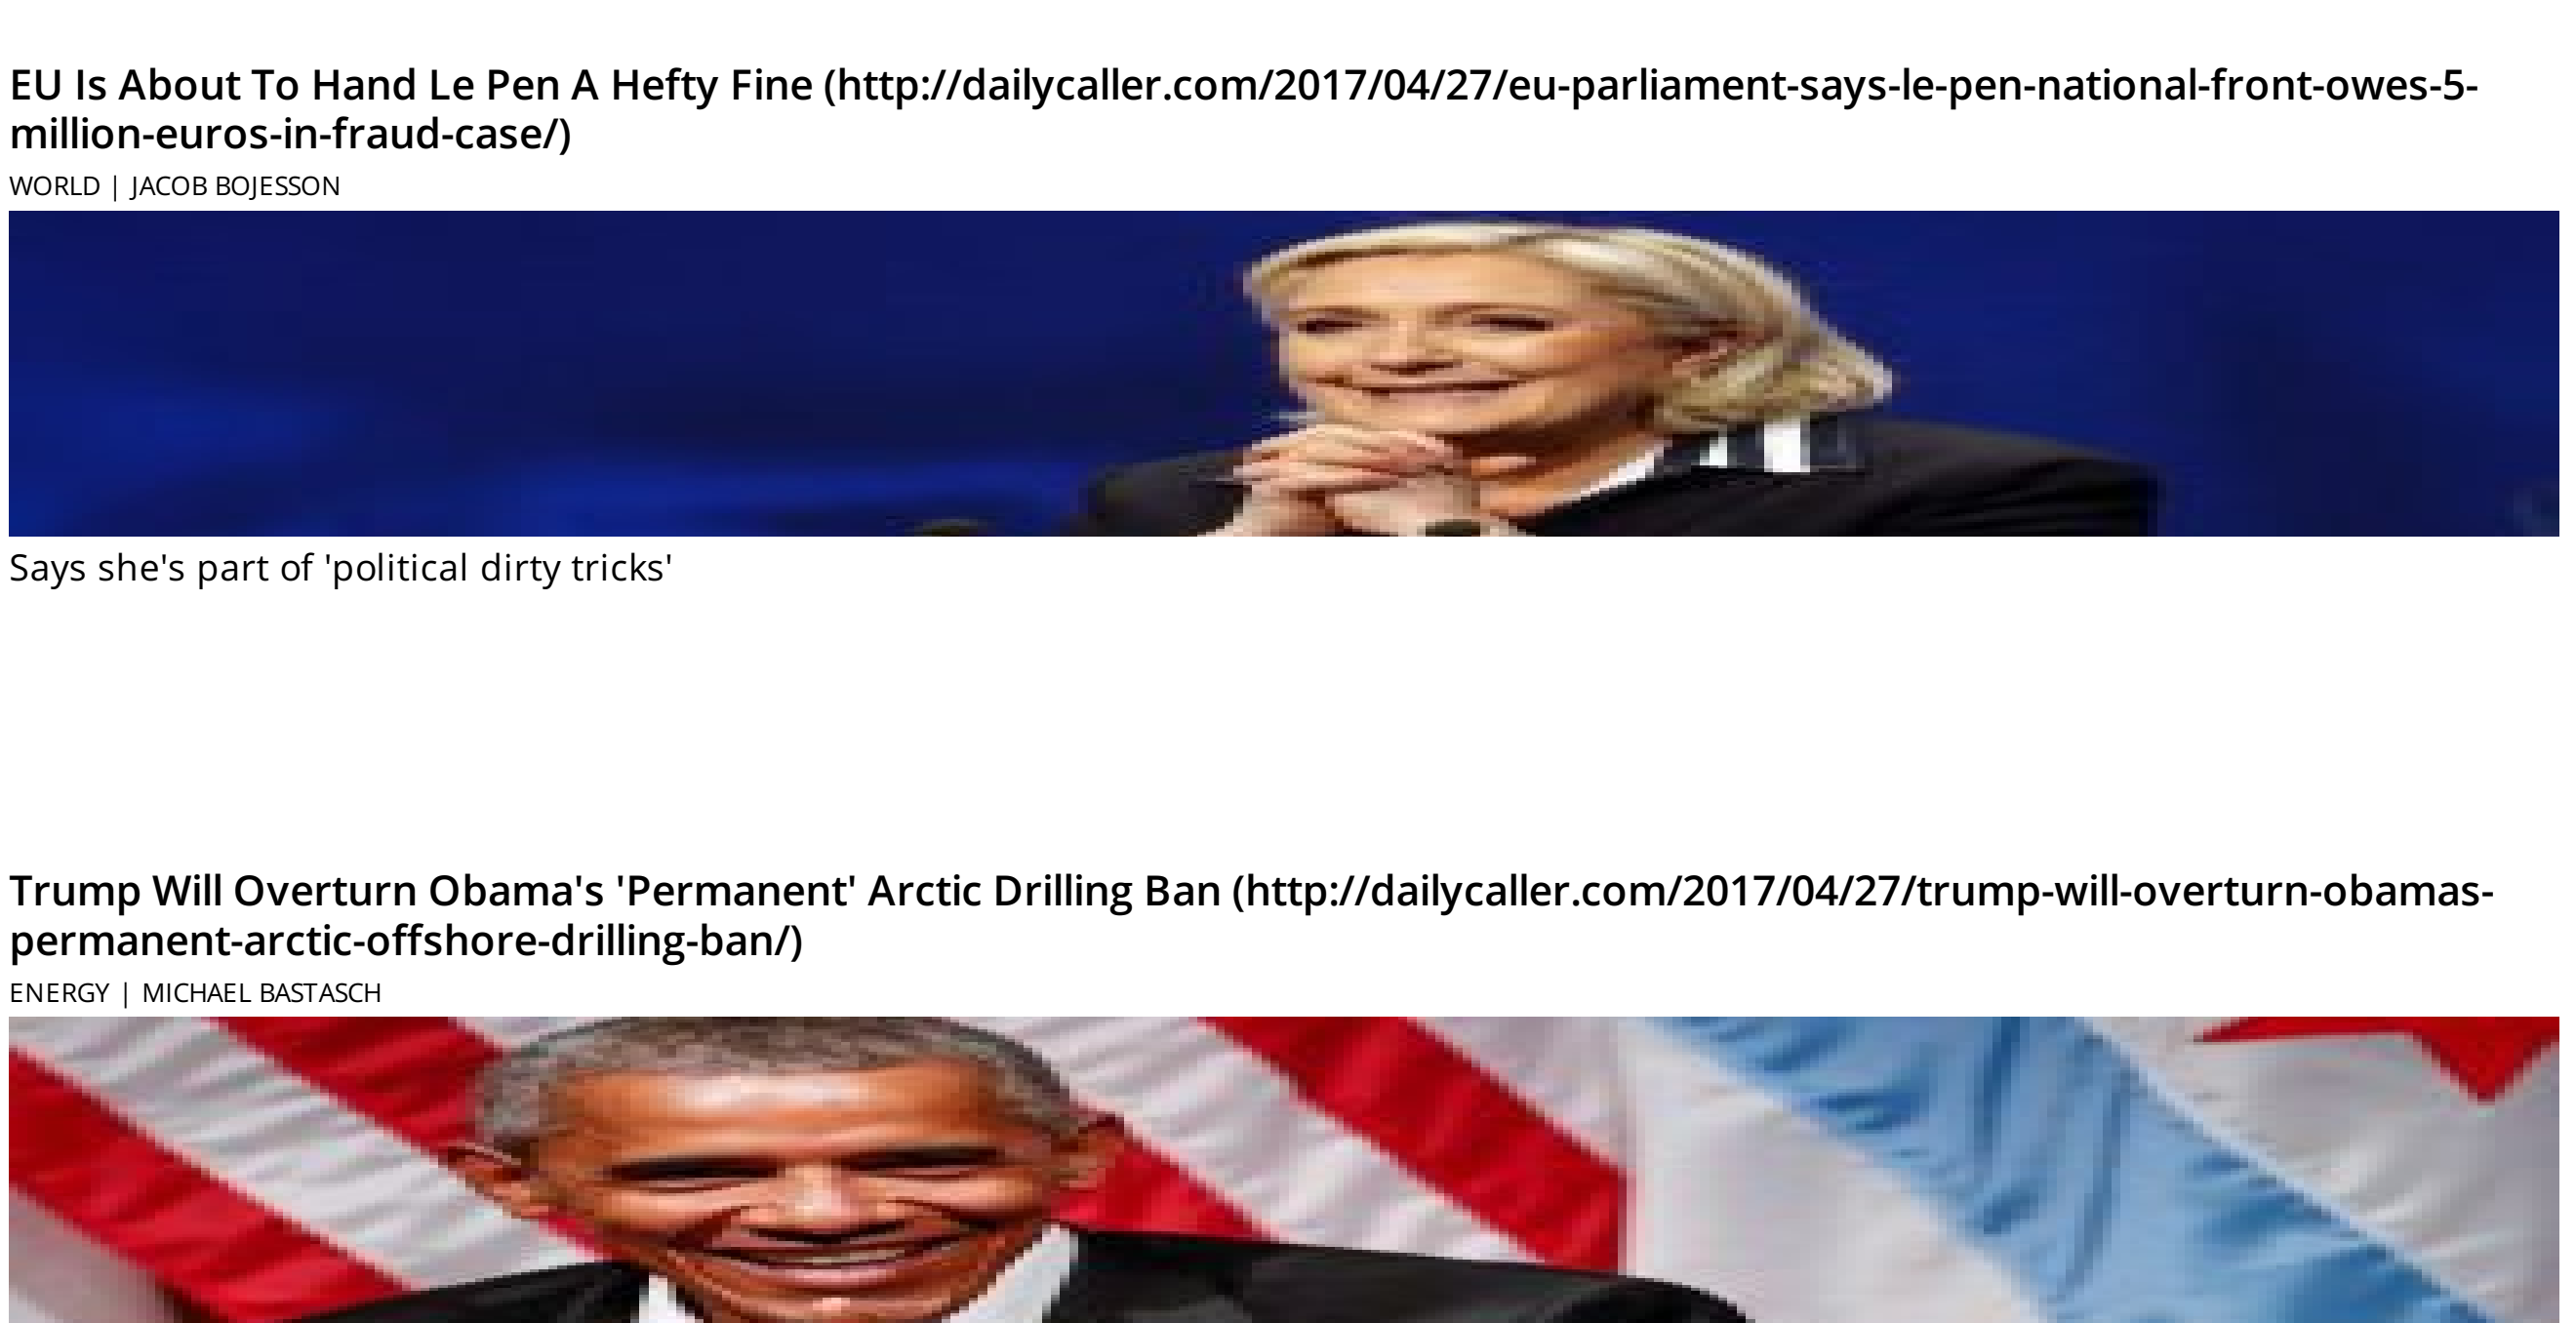 EU Is About To Hand Le Pen A Hefty Fine (http://dailycaller.com/2017/04/27/eu-parliament-says-le-pen-national-front-owes-5-
million-euros-in-fraud-case/)
WORLD | JACOB BOJESSON
Says she's part of 'political dirty tricks'
Trump Will Overturn Obama's 'Permanent' Arctic Drilling Ban (http://dailycaller.com/2017/04/27/trump-will-overturn-obamas-
permanent-arctic-offshore-drilling-ban/)
ENERGY | MICHAEL BASTASCH